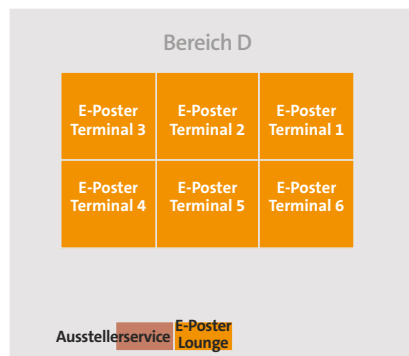 Bereich D
E-Poster
Terminal 3
E-Poster
Terminal 2
E-Poster
Terminal 1
E-Poster
Terminal 4
E-Poster
Terminal 5
E-Poster
Terminal 6
Ausstellerservice
E-Poster
Lounge